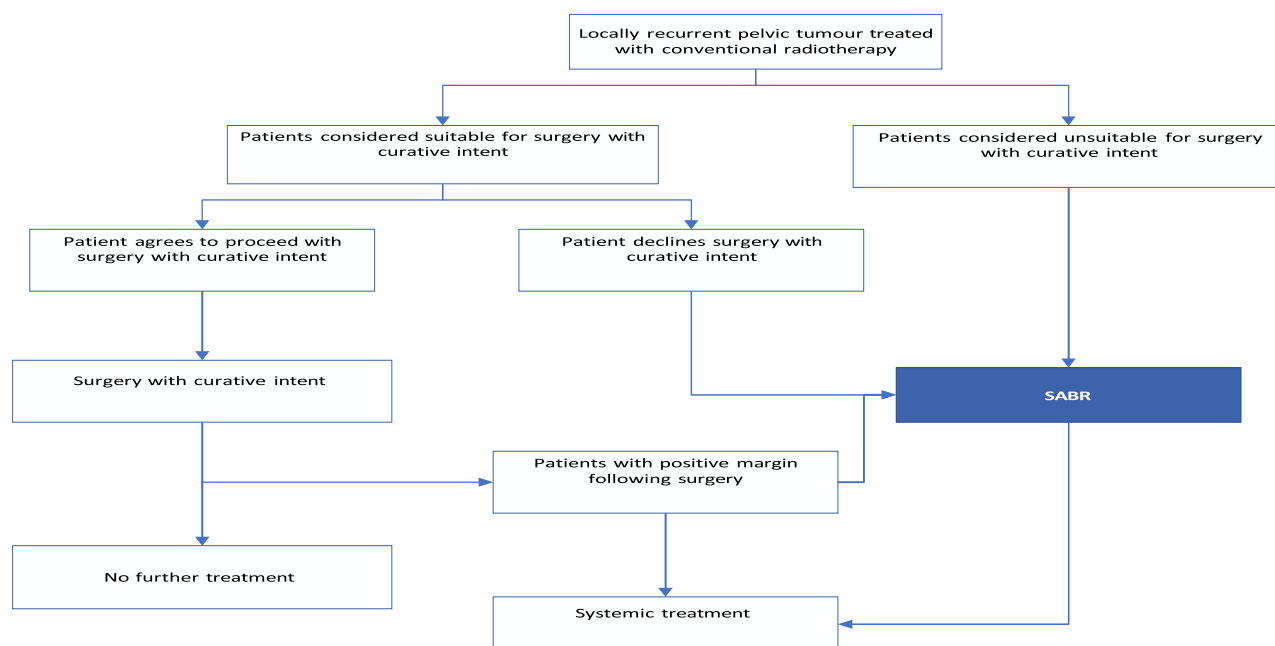 Locally recurrent pelvic tumour treated
with conventional radiotherapy
Patients considered suitable for surgery with
curative intent
Patients considered unsuitable for surgery
with curative intent
Patient agrees to proceed with
surgery with curative intent
Patient declines surgery with
curative intent
Surgery with curative intent
SABR
Patients with positive margin
following surgery
No further treatment
Systemic treatment